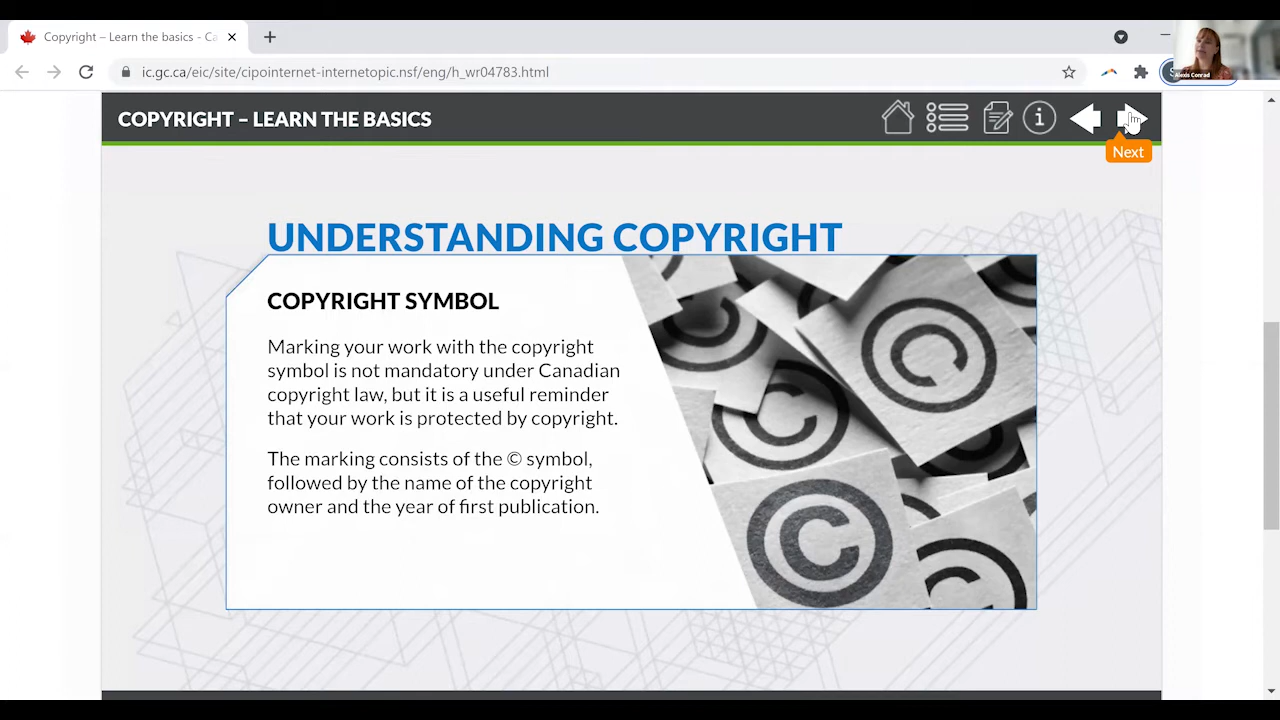 Copyright – Learn the basics - Ca
ic.gc.ca/eic/site/cipointernet-internetopic.nsf/eng/h_wr04783.html
Alexis Conrad
COPYRIGHT – LEARN THE BASICS
Next
UNDERSTANDING COPYRIGHT
COPYRIGHT SYMBOL
Marking your work with the copyright
symbol is not mandatory under Canadian
copyright law, but it is a useful reminder
that your work is protected by copyright.
The marking consists of the © symbol,
followed by the name of the copyright
owner and the year of first publication.